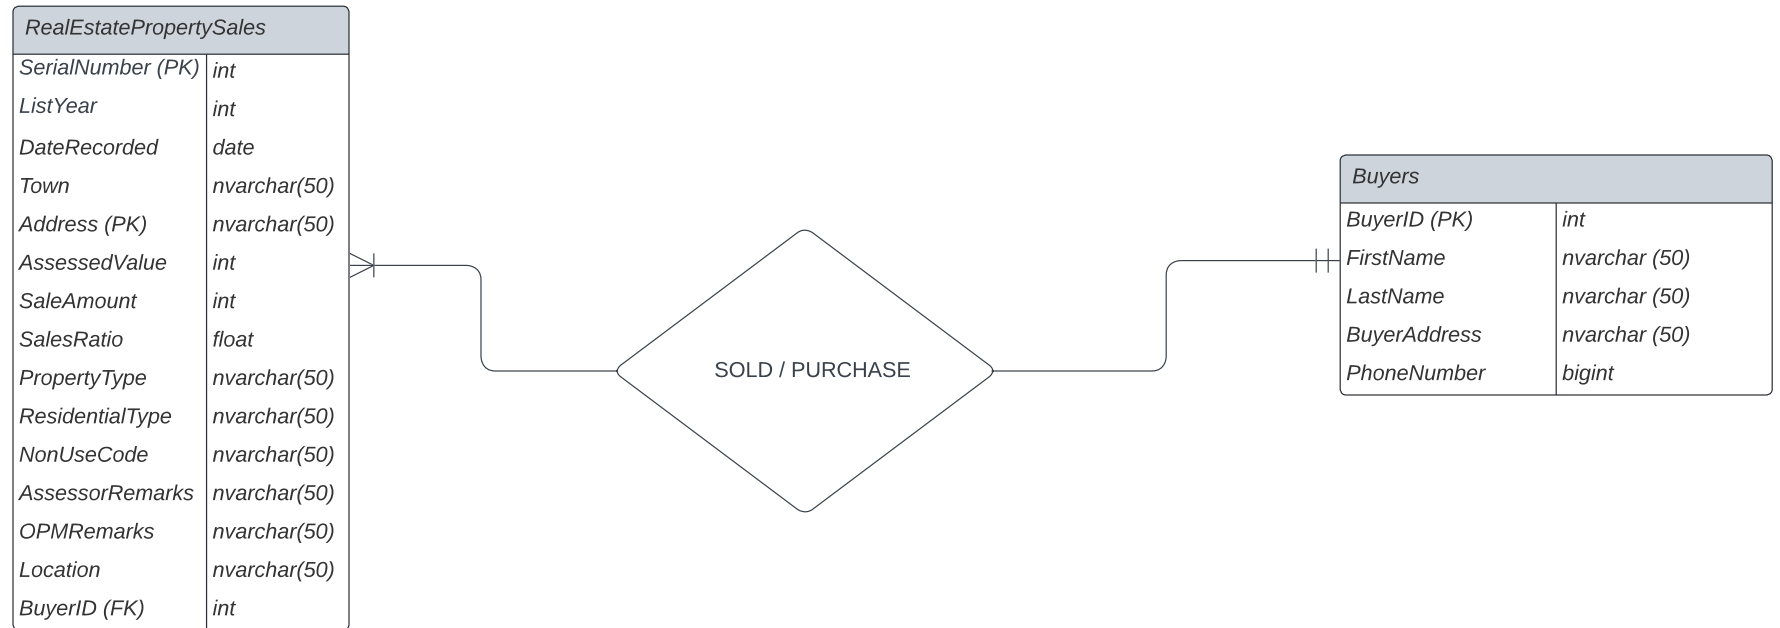 RealEstatePropertySales
SerialNumber (PK) int
ListYear int
DateRecorded date
Town nvarchar(50)
Address (PK) nvarchar(50)
AssessedValue int
SaleAmount int
SalesRatio float
PropertyType nvarchar(50)
ResidentialType nvarchar(50)
NonUseCode nvarchar(50)
AssessorRemarks nvarchar(50)
OPMRemarks nvarchar(50)
Location nvarchar(50)
BuyerID (FK) int
SOLD / PURCHASE
Buyers
BuyerID (PK) int
FirstName nvarchar (50)
LastName nvarchar (50)
BuyerAddress nvarchar (50)
PhoneNumber bigint